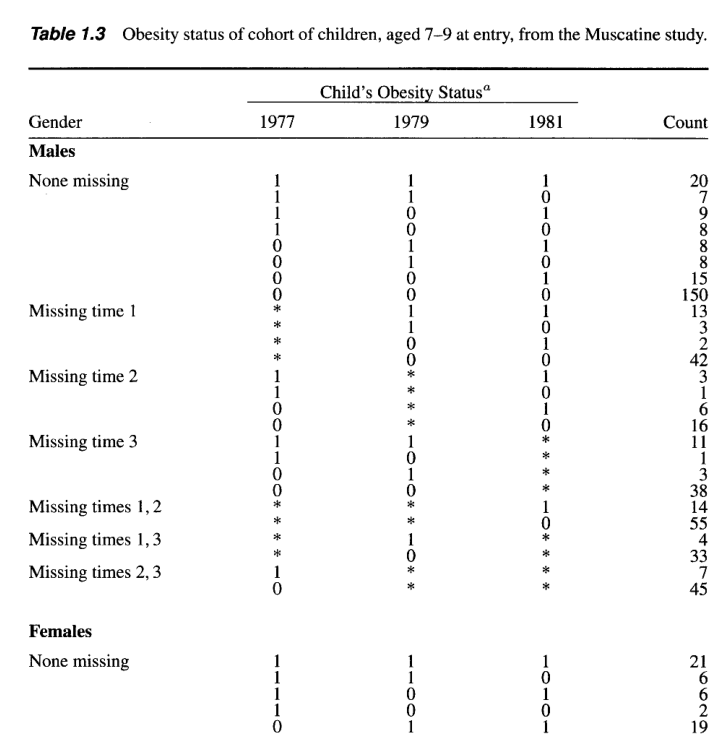 Table 1.3 Obesity status of cohort of children, aged 7–9 at entry, from the Muscatine study.
Child's Obesity Statusᵃ
Gender 1977 1979 1981 Count
Males
None missing 1 1 1 20
1 1 0 7
1 0 1 9
1 0 0 8
0 1 1 8
0 1 0 8
0 0 1 15
0 0 0 150
Missing time 1 * 1 1 13
* 1 0 3
* 0 1 2
* 0 0 42
Missing time 2 1 * 1 3
1 * 0 1
0 * 1 6
0 * 0 16
Missing time 3 1 1 * 11
1 0 * 1
0 1 * 3
0 0 * 38
Missing times 1, 2 * * 1 14
* * 0 55
Missing times 1, 3 * 1 * 4
* 0 * 33
Missing times 2, 3 1 * * 7
0 * * 45
Females
None missing 1 1 1 21
1 1 0 6
1 0 1 6
1 0 0 2
0 1 1 19